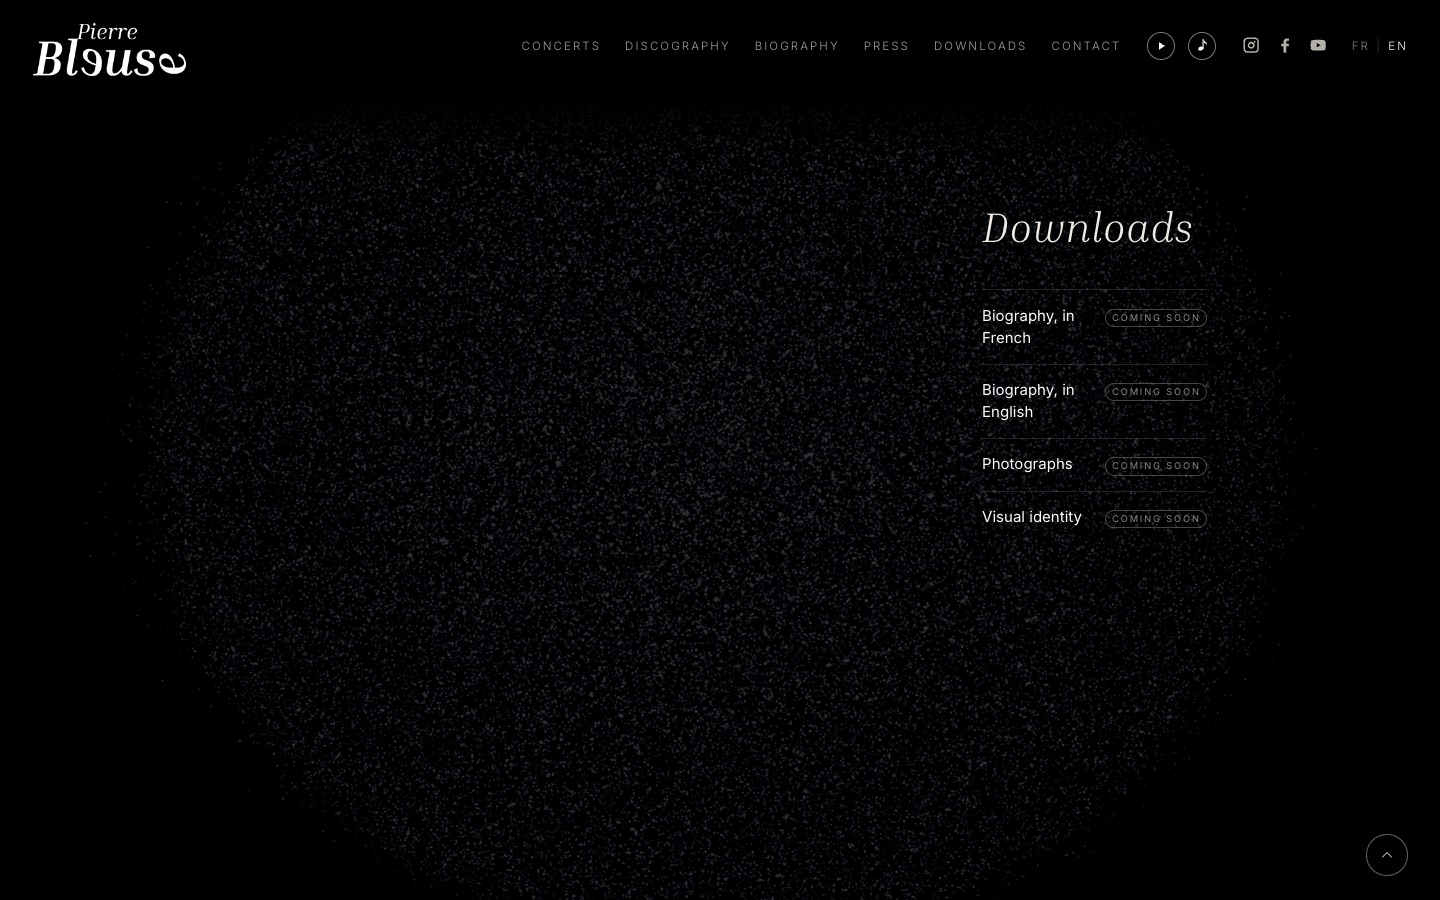 Pierre
Bleuse
CONCERTS DISCOGRAPHY BIOGRAPHY PRESS DOWNLOADS CONTACT FR | EN
Downloads
Biography, in French COMING SOON
Biography, in English COMING SOON
Photographs COMING SOON
Visual identity COMING SOON